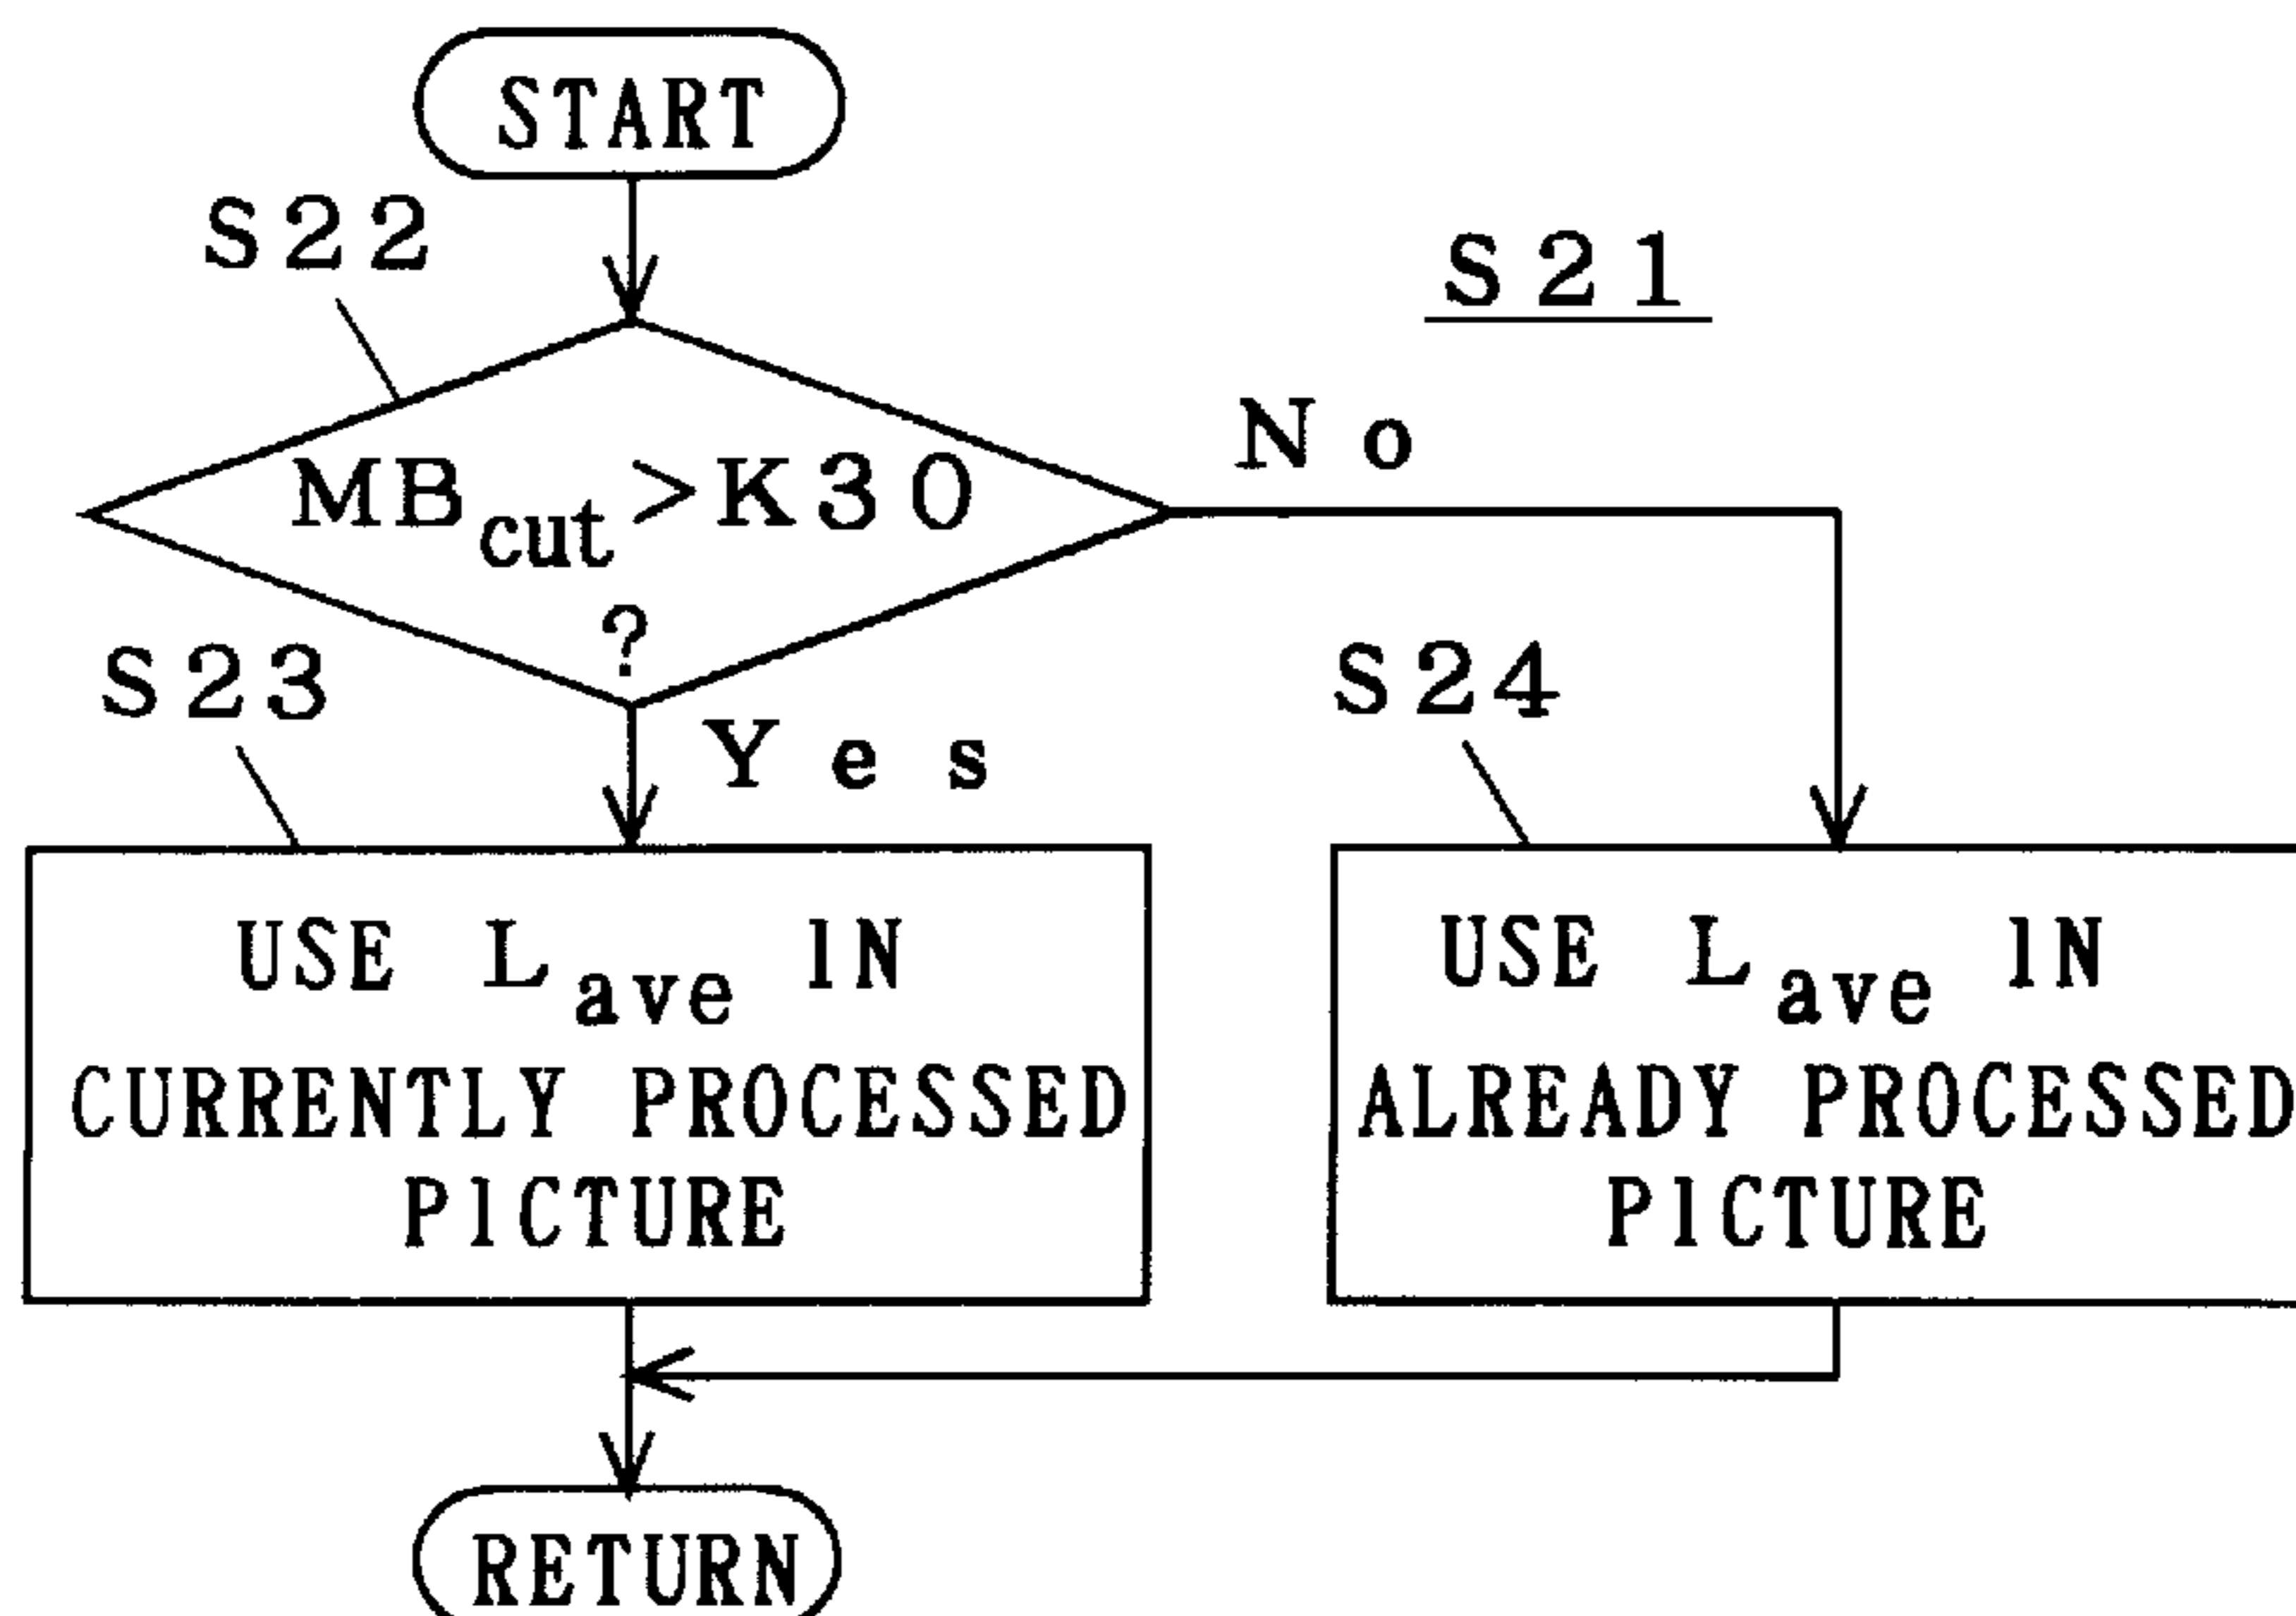 START
S22
S21
MBcut>K30
?
No
Yes
S23
S24
USE Lave IN
CURRENTLY PROCESSED
PICTURE
USE Lave IN
ALREADY PROCESSED
PICTURE
RETURN